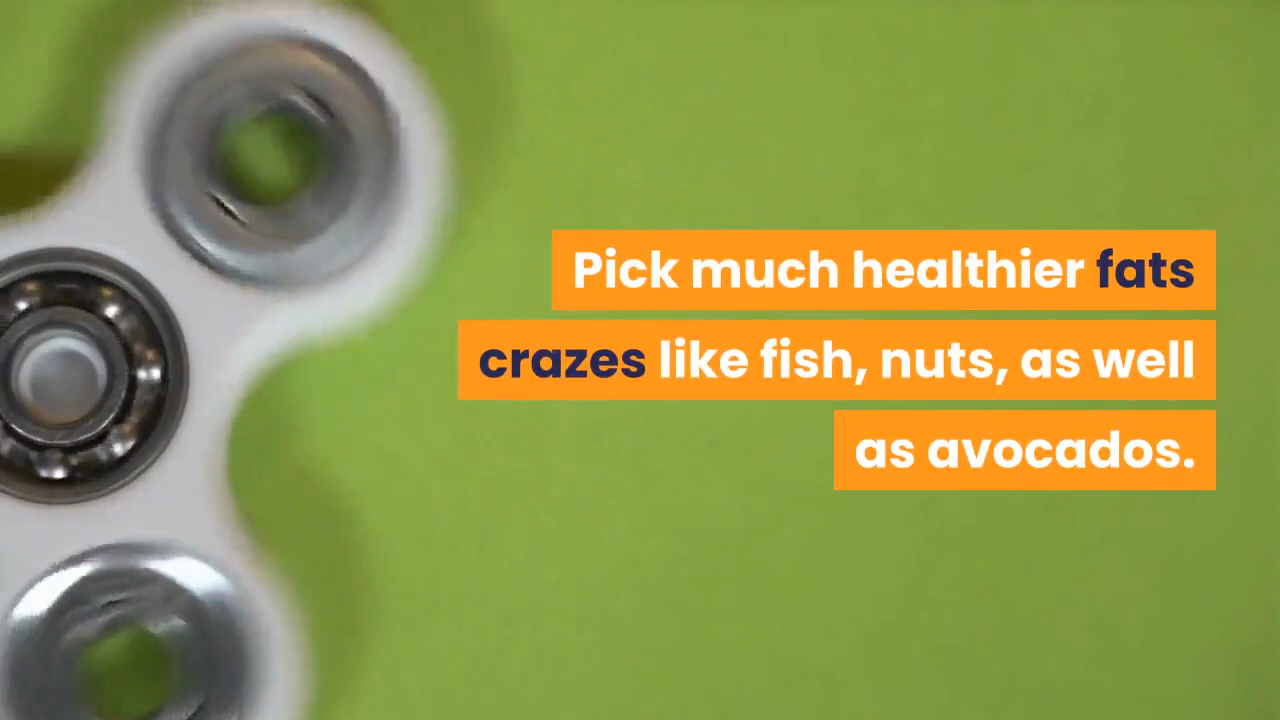 Pick much healthier fats
crazes like fish, nuts, as well
as avocados.